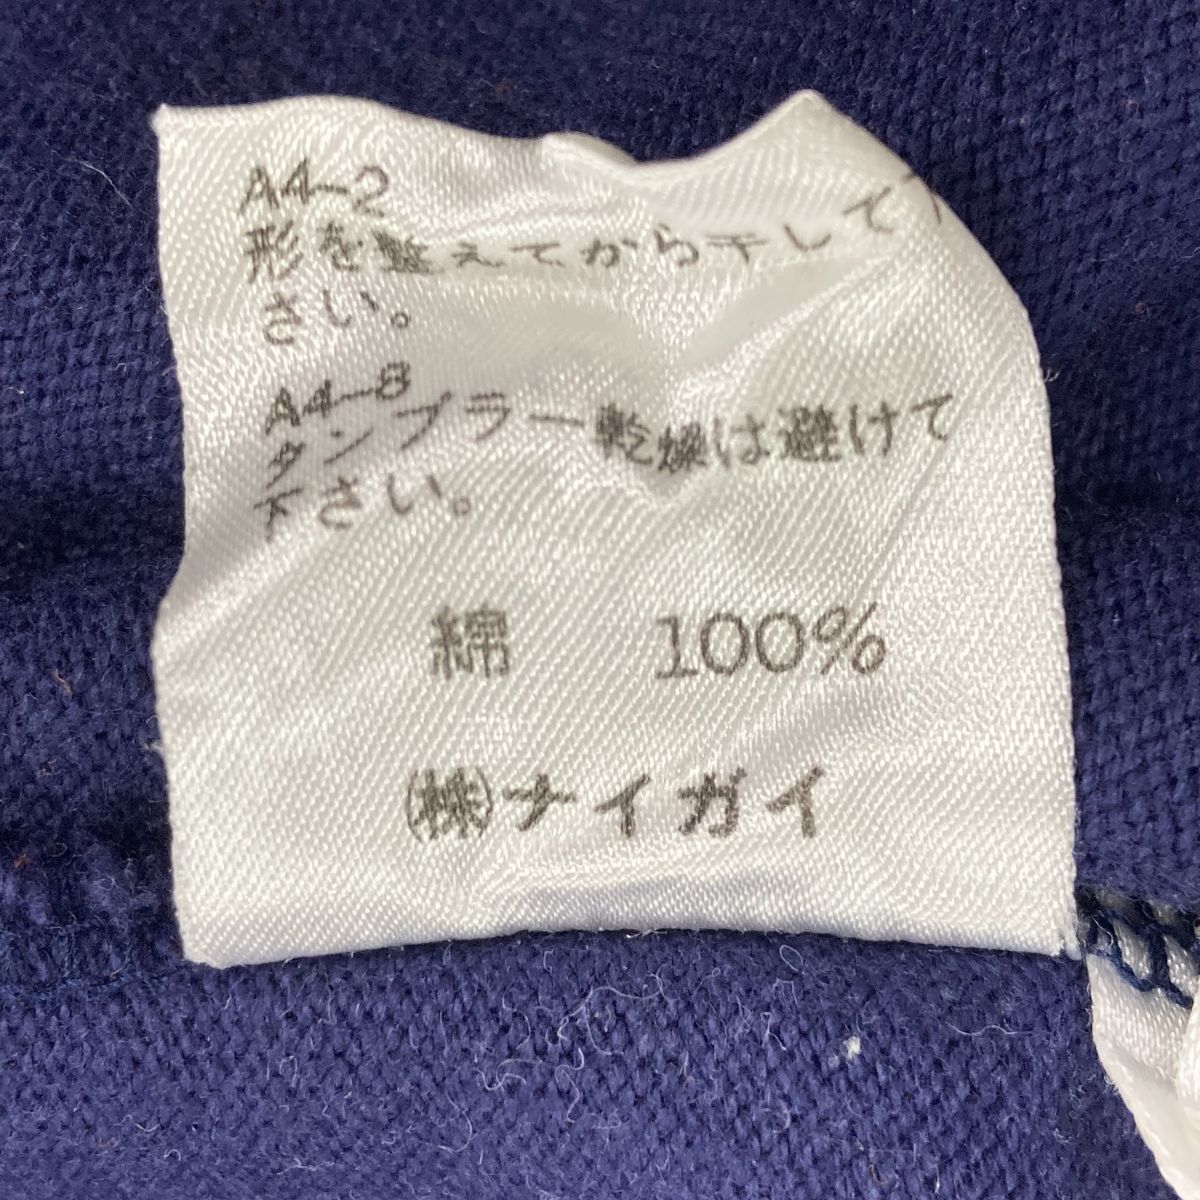 A4-2
形を整えてから干して下
さい。
A4-8
タンブラー乾燥は避けて
下さい。
綿 100%
㈱ナイガイ